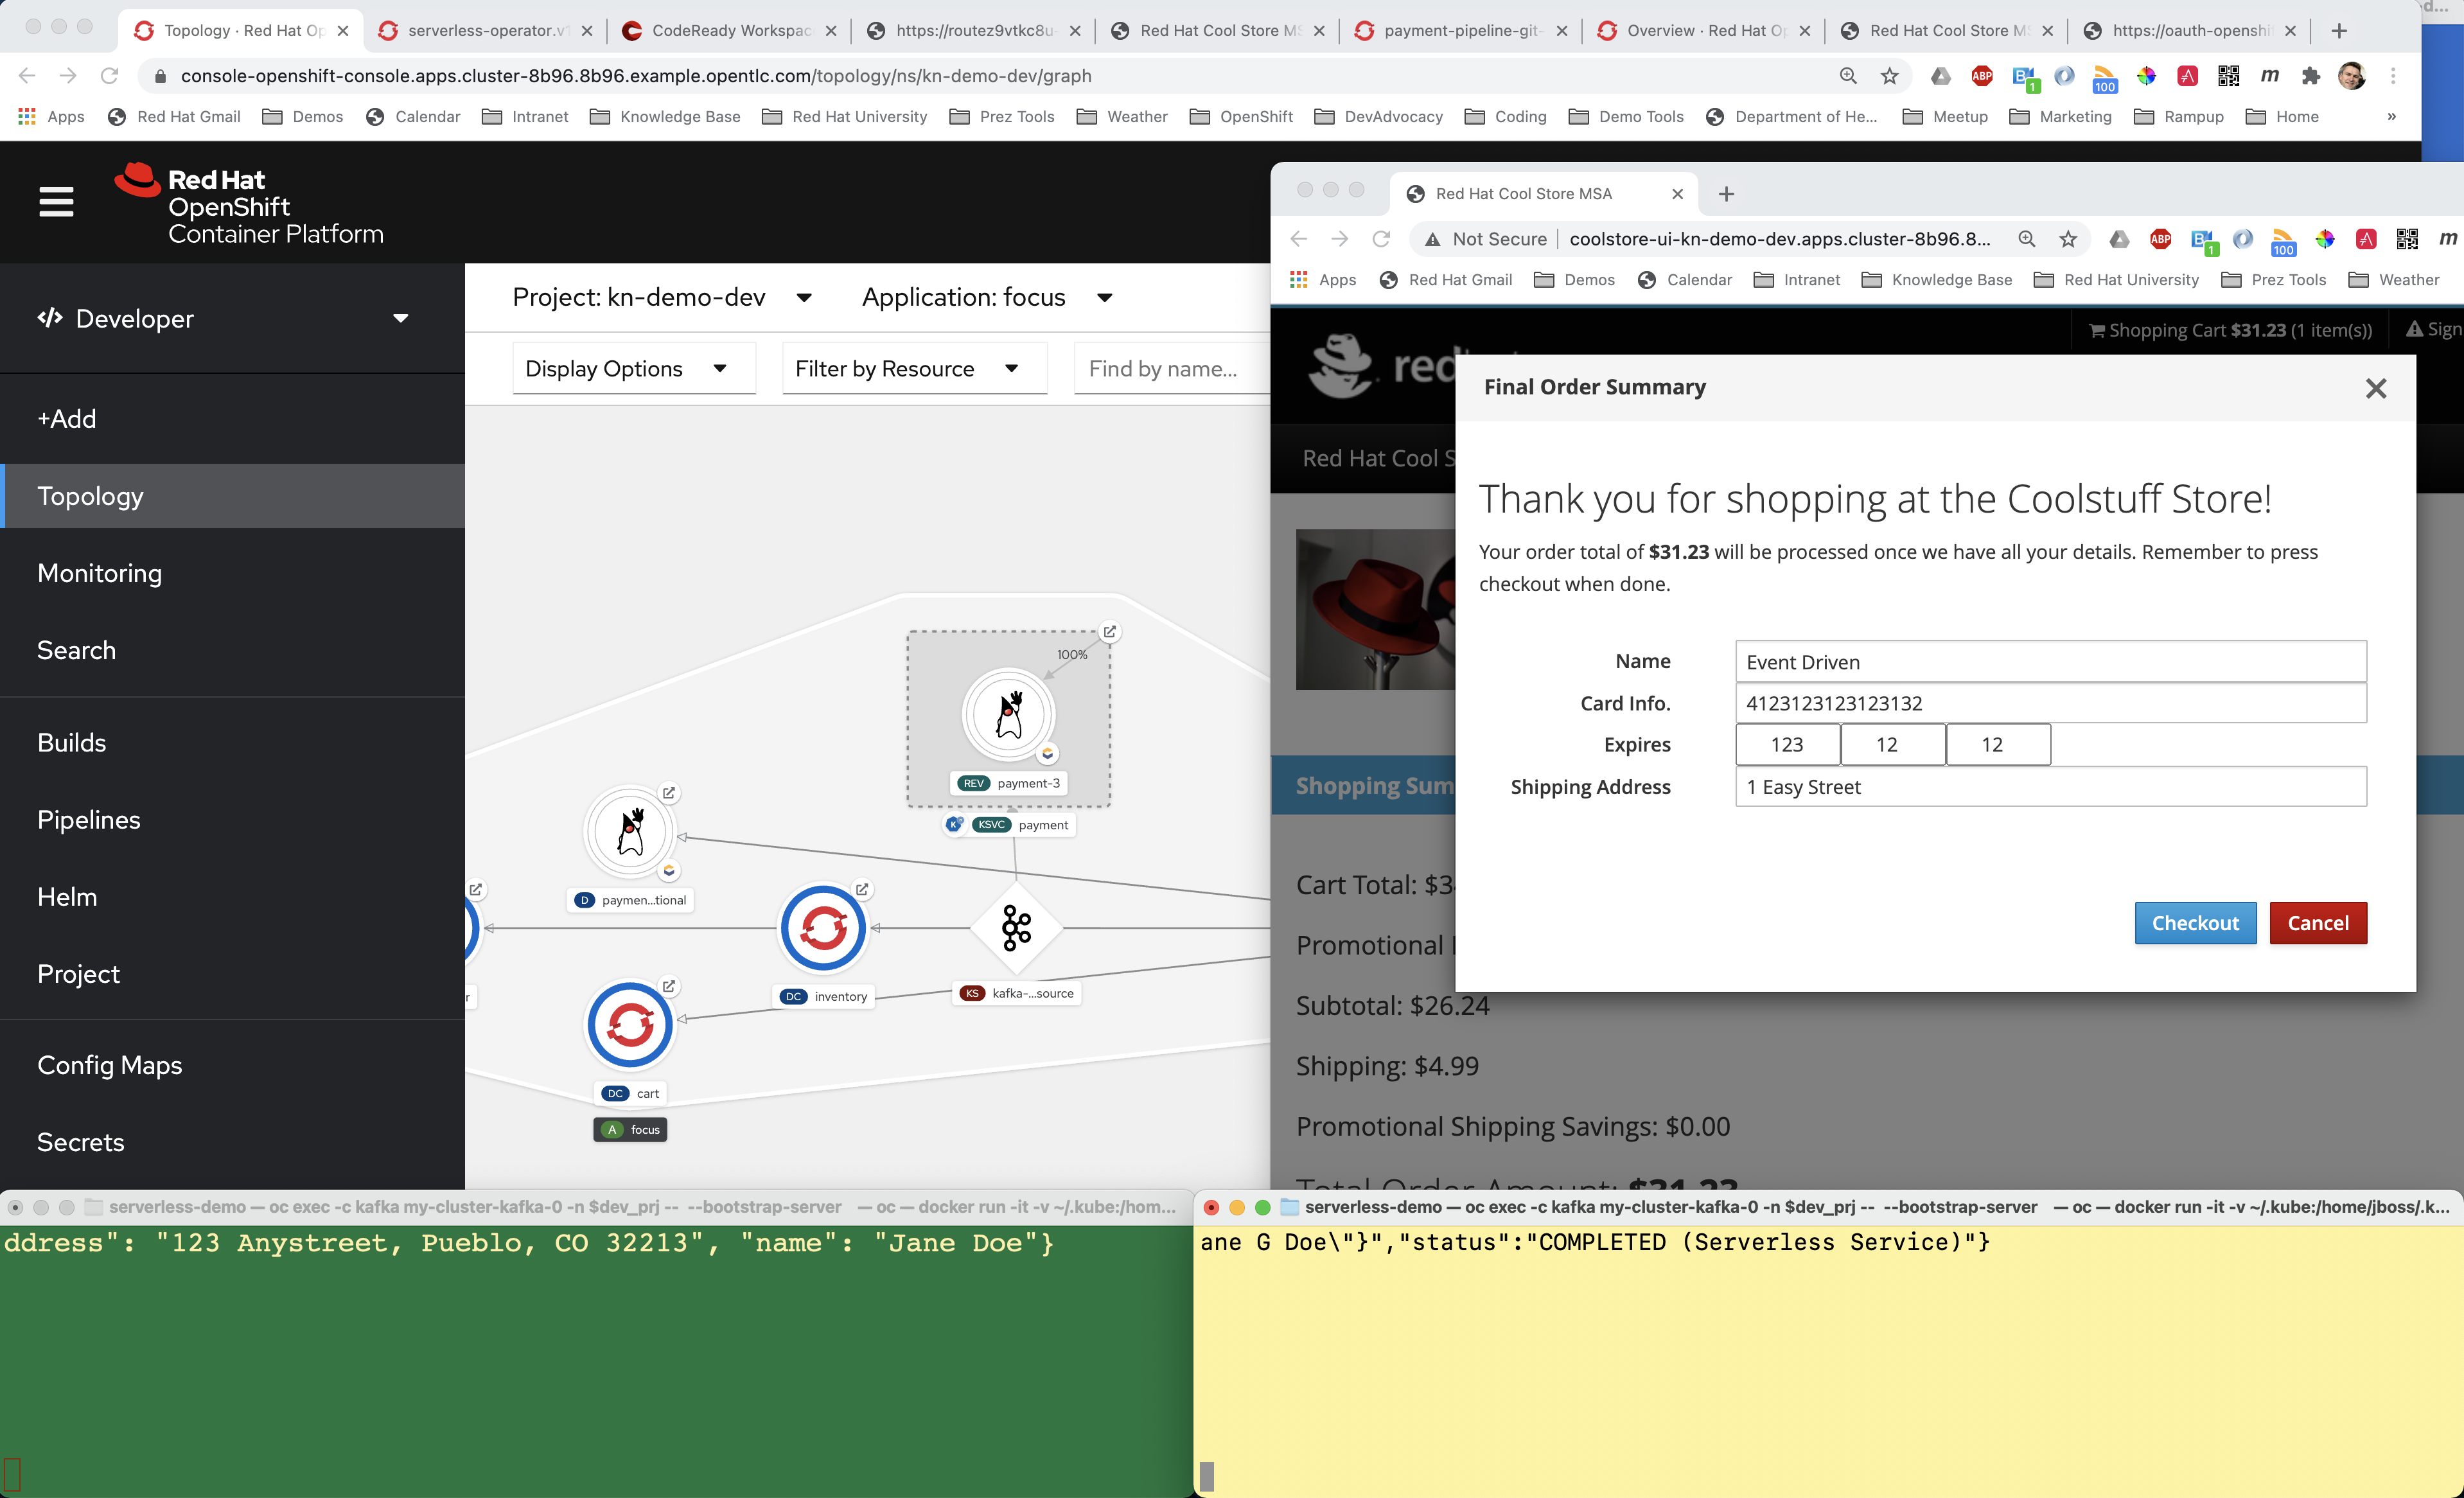 Topology · Red Hat Op
serverless-operator.v1
CodeReady Workspac
https://routez9vtkc8u-
Red Hat Cool Store MS
payment-pipeline-git-
Overview · Red Hat Op
Red Hat Cool Store MS
https://oauth-openshif
console-openshift-console.apps.cluster-8b96.8b96.example.opentlc.com/topology/ns/kn-demo-dev/graph
ABP
1
100
m
Apps
Red Hat Gmail
Demos
Calendar
Intranet
Knowledge Base
Red Hat University
Prez Tools
Weather
OpenShift
DevAdvocacy
Coding
Demo Tools
Department of He...
Meetup
Marketing
Rampup
Home
»
Red Hat
OpenShift
Container Platform
Developer
+Add
Topology
Monitoring
Search
Builds
Pipelines
Helm
Project
Config Maps
Secrets
Project: kn-demo-dev
Application: focus
Display Options
Filter by Resource
Find by name...
100%
REV payment-3
KSVC payment
D paymen...tional
DC inventory
KS kafka-...source
r
DC cart
A focus
Red Hat Cool Store MSA
Not Secure
coolstore-ui-kn-demo-dev.apps.cluster-8b96.8...
ABP
1
100
m
Apps
Red Hat Gmail
Demos
Calendar
Intranet
Knowledge Base
Red Hat University
Prez Tools
Weather
Shopping Cart $31.23 (1 item(s))
Sign
red
Red Hat Cool S
Final Order Summary
Thank you for shopping at the Coolstuff Store!
Your order total of $31.23 will be processed once we have all your details. Remember to press
checkout when done.
Name Event Driven
Card Info. 4123123123123132
Expires 123 12 12
Shipping Address 1 Easy Street
Checkout
Cancel
Shopping Sum
Cart Total: $3
Promotional
Subtotal: $26.24
Shipping: $4.99
Promotional Shipping Savings: $0.00
Total Order Amount: $31.23
serverless-demo — oc exec -c kafka my-cluster-kafka-0 -n $dev_prj -- --bootstrap-server — oc — docker run -it -v ~/.kube:/hom...
ddress": "123 Anystreet, Pueblo, CO 32213", "name": "Jane Doe"}
serverless-demo — oc exec -c kafka my-cluster-kafka-0 -n $dev_prj -- --bootstrap-server — oc — docker run -it -v ~/.kube:/home/jboss/.k...
ane G Doe\"}","status":"COMPLETED (Serverless Service)"}